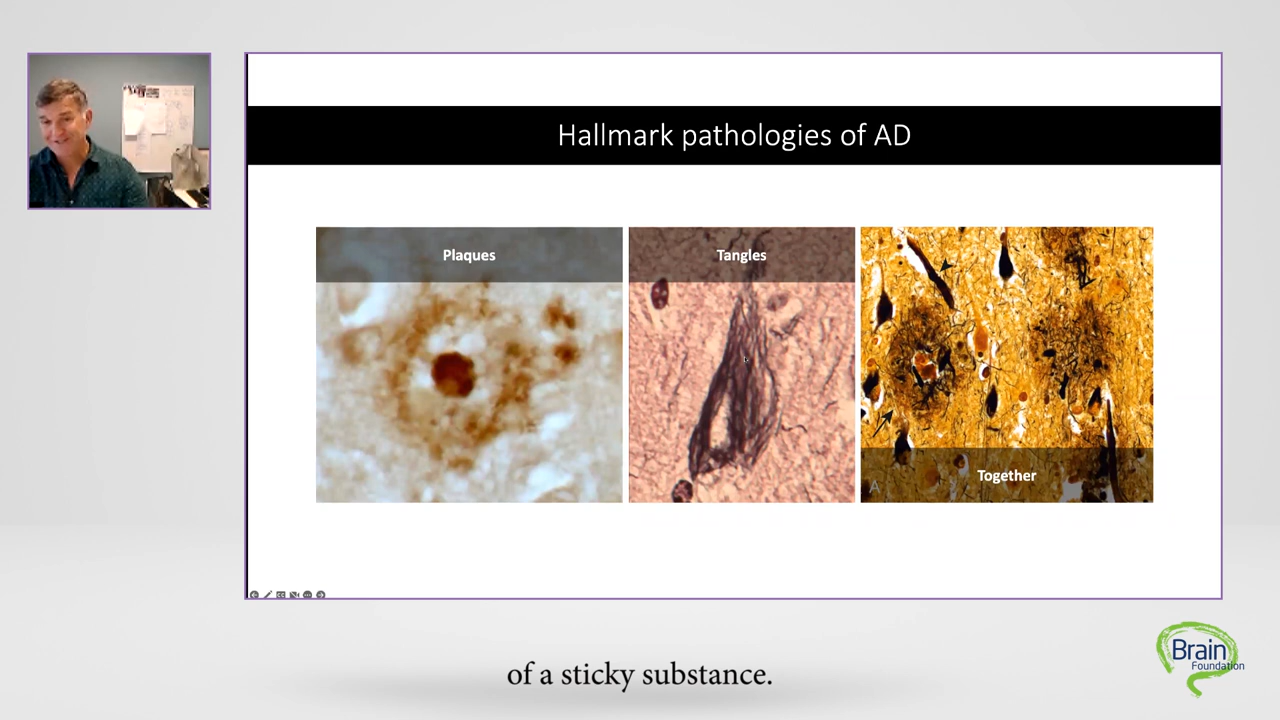 Hallmark pathologies of AD
Plaques
Tangles
Together
A
of a sticky substance.
Brain
Foundation